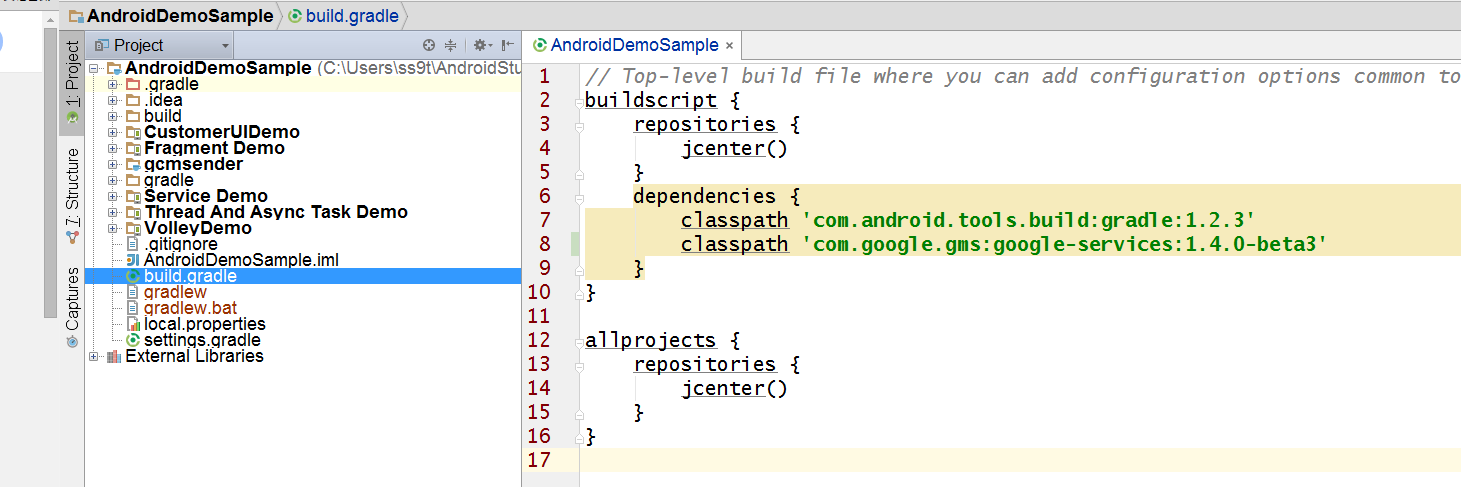 AndroidDemoSample build.gradle
1: Project
7: Structure
Captures
Project
AndroidDemoSample (C:\Users\ss9t\AndroidStu
.gradle
.idea
build
CustomerUIDemo
Fragment Demo
gcmsender
gradle
Service Demo
Thread And Async Task Demo
VolleyDemo
.gitignore
AndroidDemoSample.iml
build.gradle
gradlew
gradlew.bat
local.properties
settings.gradle
External Libraries
AndroidDemoSample ×
1 // Top-level build file where you can add configuration options common to
2 buildscript {
3 repositories {
4 jcenter()
5 }
6 dependencies {
7 classpath 'com.android.tools.build:gradle:1.2.3'
8 classpath 'com.google.gms:google-services:1.4.0-beta3'
9 }
10 }
11
12 allprojects {
13 repositories {
14 jcenter()
15 }
16 }
17